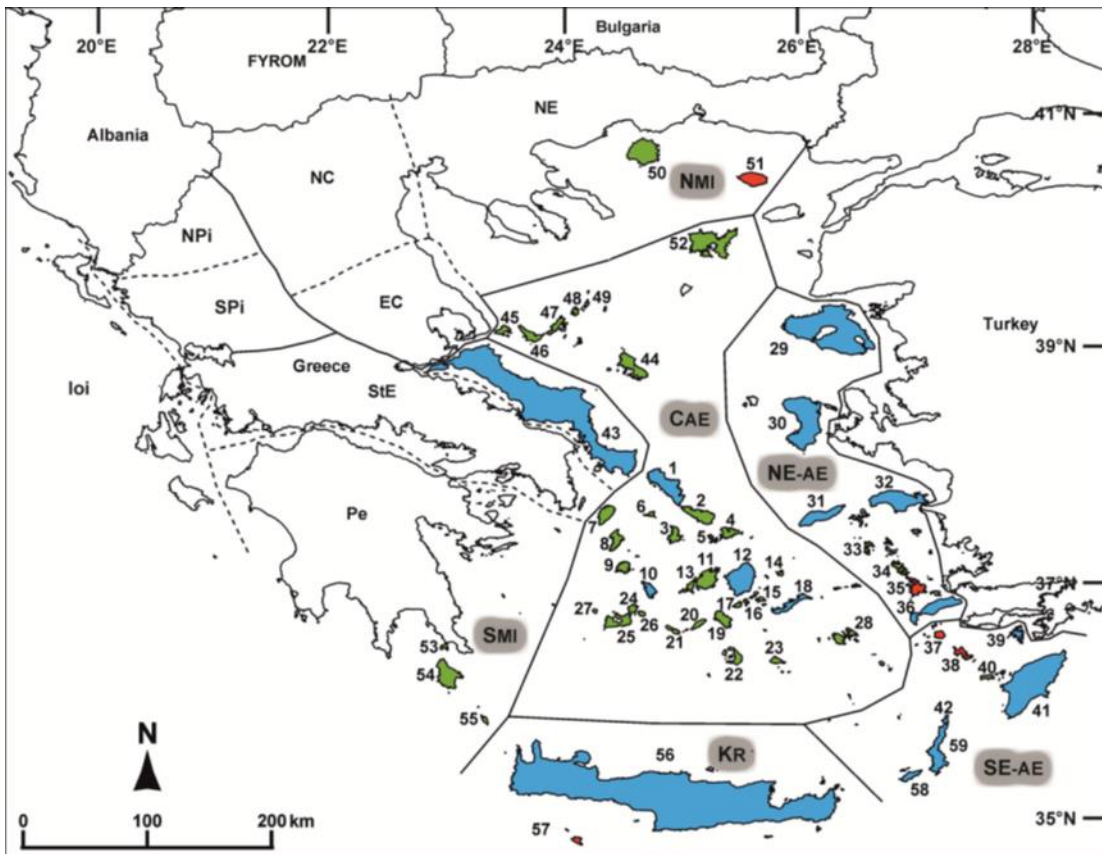 Bulgaria
20°E 22°E 24°E 26°E 28°E
FYROM
NE
41°N
Albania
NC
50 NMI 51
NPi
52
SPi
EC
48 49
45 47
46
Turkey
29
39°N
Greece
44
Ioi
StE
CAE
30
43
NE-AE
1
32
6 2 31
7
Pe
3 4
8 5 33
9 11 12 14 34
10 13 35
37°N
15 18 36
27 24 17 16
26 20 28
SMI
25 21 19 37 39
53 22 23 38 40
54
41
55
42
N
56 KR 59
SE-AE
58
35°N
0 100 200 km
57